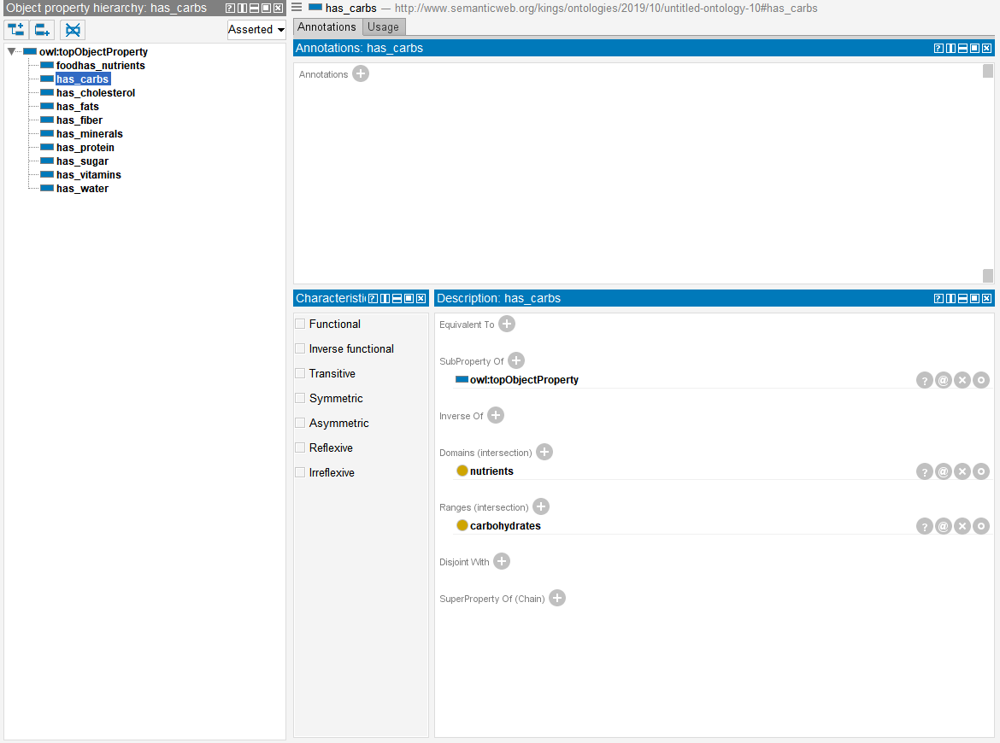 Object property hierarchy: has_carbs
Asserted
owl:topObjectProperty
foodhas_nutrients
has_carbs
has_cholesterol
has_fats
has_fiber
has_minerals
has_protein
has_sugar
has_vitamins
has_water
has_carbs — http://www.semanticweb.org/kings/ontologies/2019/10/untitled-ontology-10#has_carbs
Annotations Usage
Annotations: has_carbs
Annotations
Characteristi
Functional
Inverse functional
Transitive
Symmetric
Asymmetric
Reflexive
Irreflexive
Description: has_carbs
Equivalent To
SubProperty Of
owl:topObjectProperty
Inverse Of
Domains (intersection)
nutrients
Ranges (intersection)
carbohydrates
Disjoint With
SuperProperty Of (Chain)